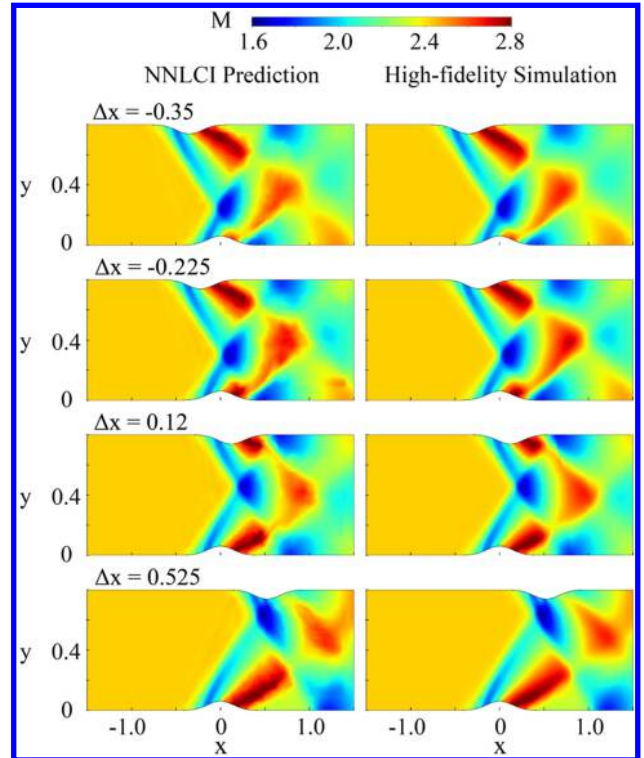 M
1.6 2.0 2.4 2.8
NNLCI Prediction High-fidelity Simulation
Δx = -0.35
y 0.4
0
Δx = -0.225
y 0.4
0
Δx = 0.12
y 0.4
0
Δx = 0.525
y 0.4
0
-1.0 0 1.0 -1.0 0 1.0
x x